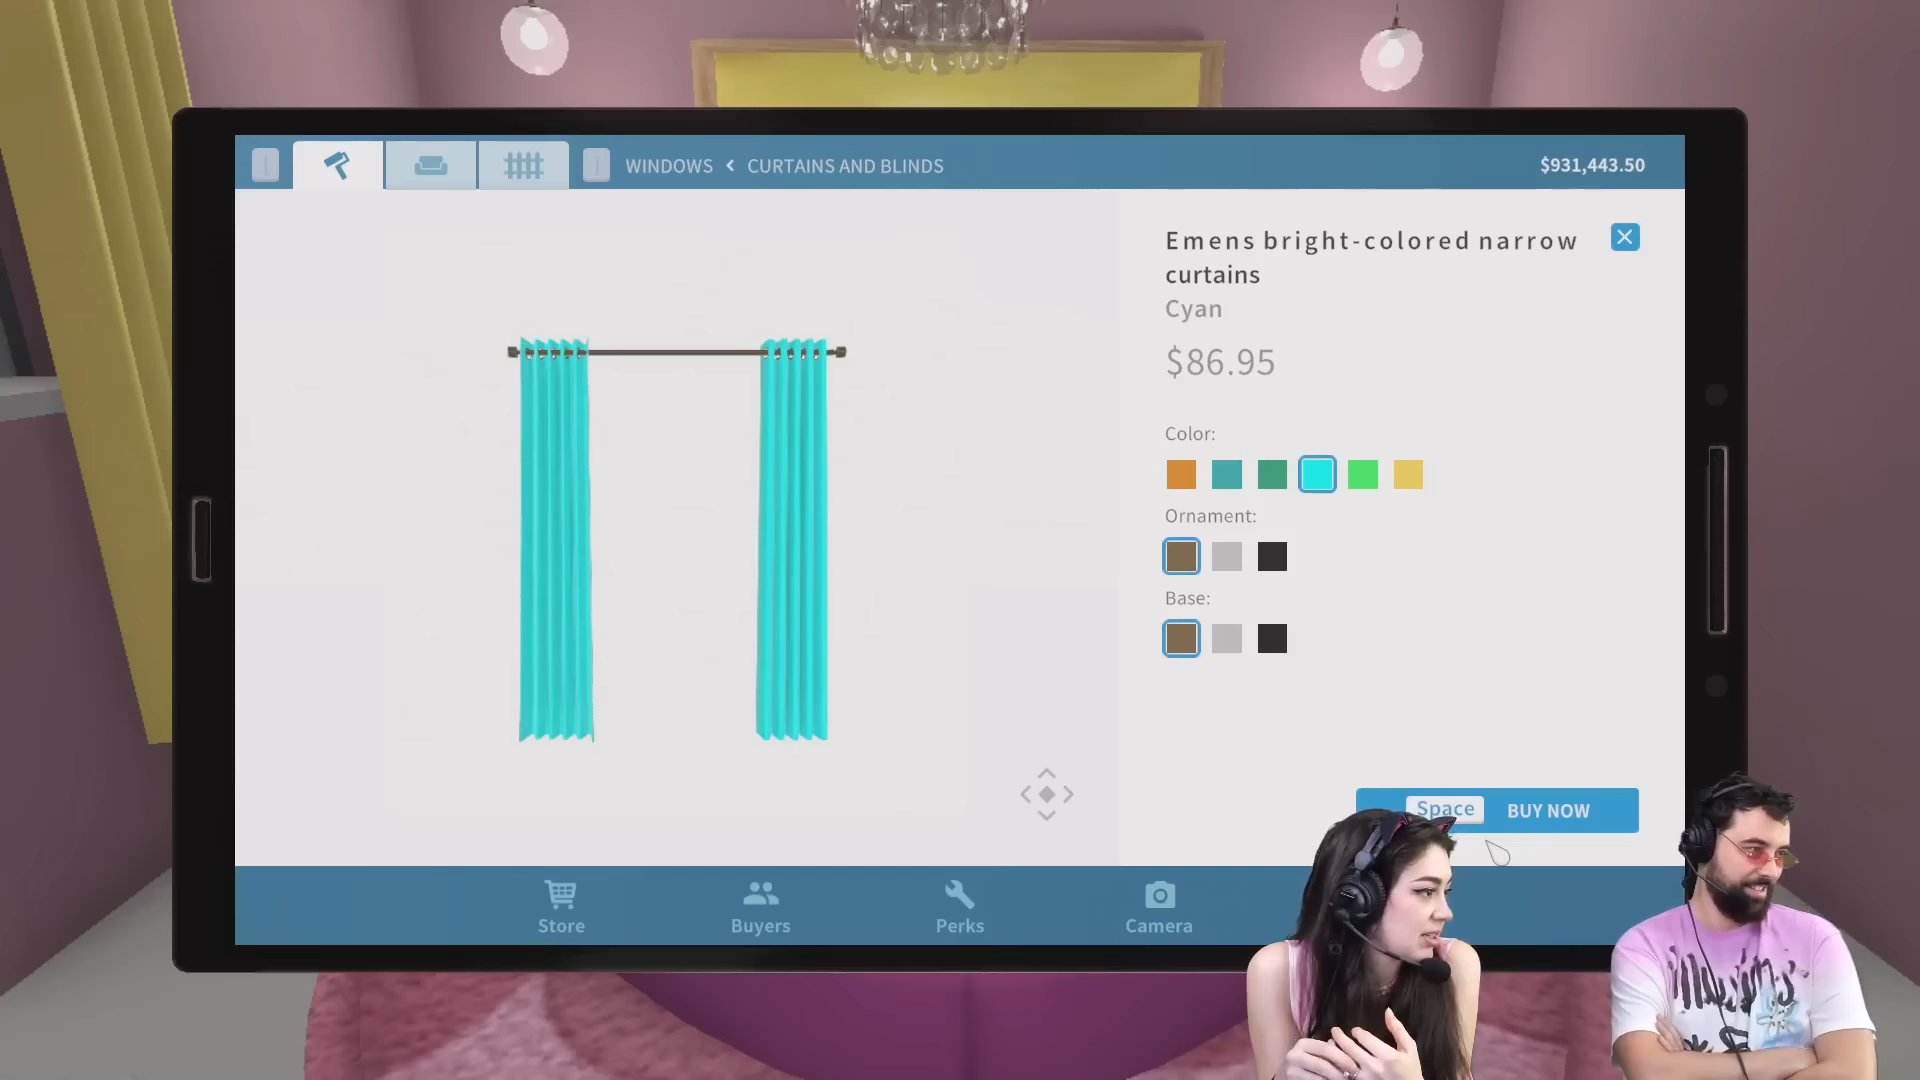 WINDOWS < CURTAINS AND BLINDS
$931,443.50
Emens bright-colored narrow
curtains
Cyan
$86.95
Color:
Ornament:
Base:
Space BUY NOW
Store
Buyers
Perks
Camera